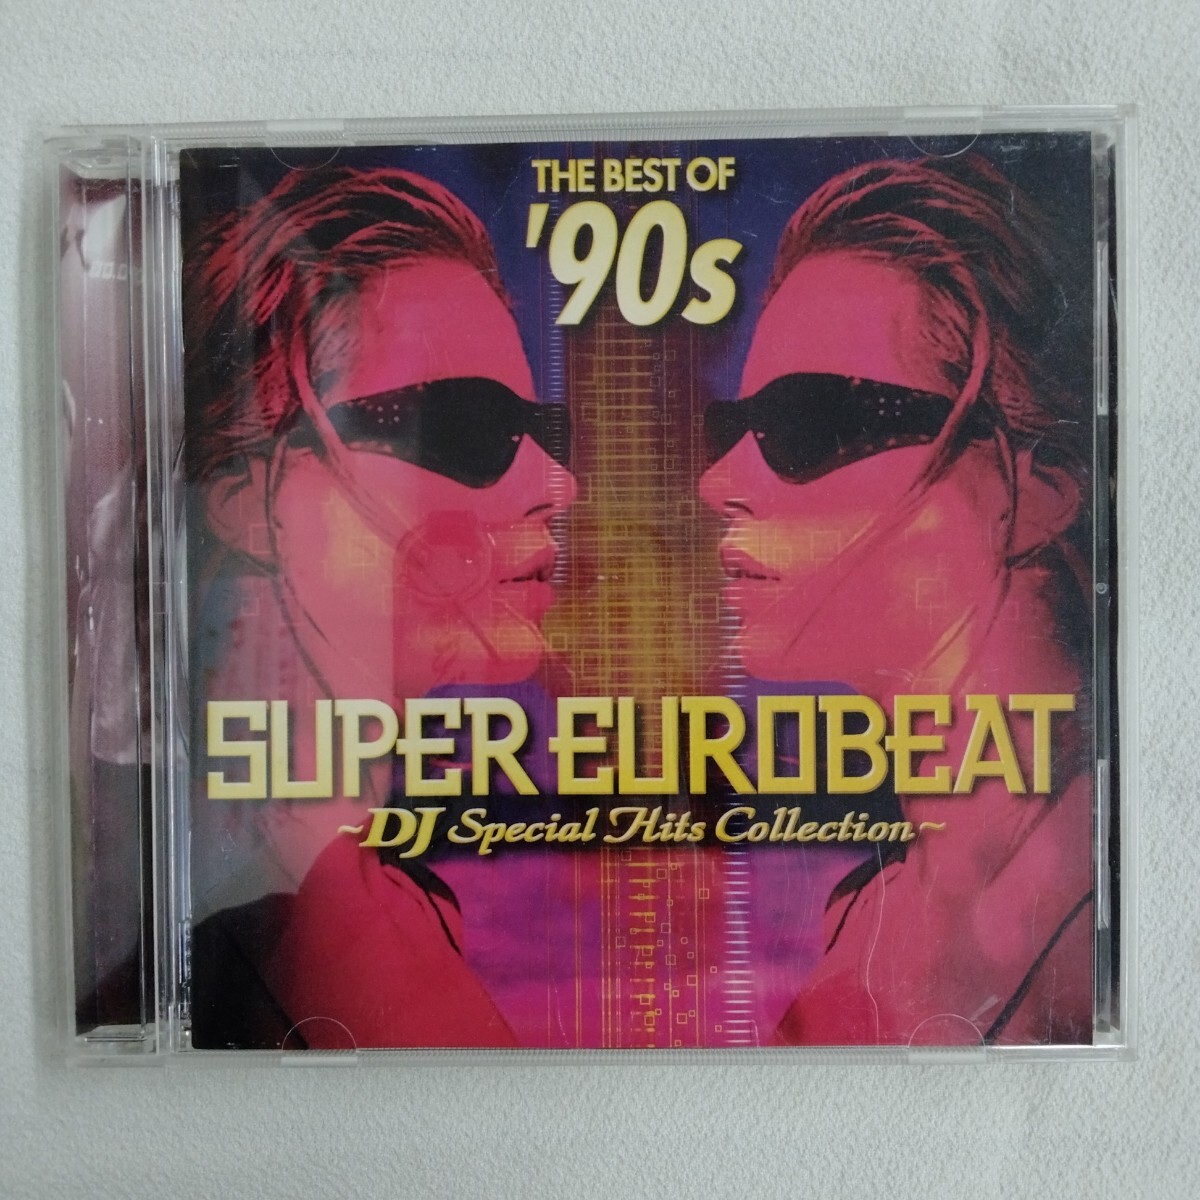 THE BEST OF
'90s
SUPER EUROBEAT
~DJ Special Hits Collection~